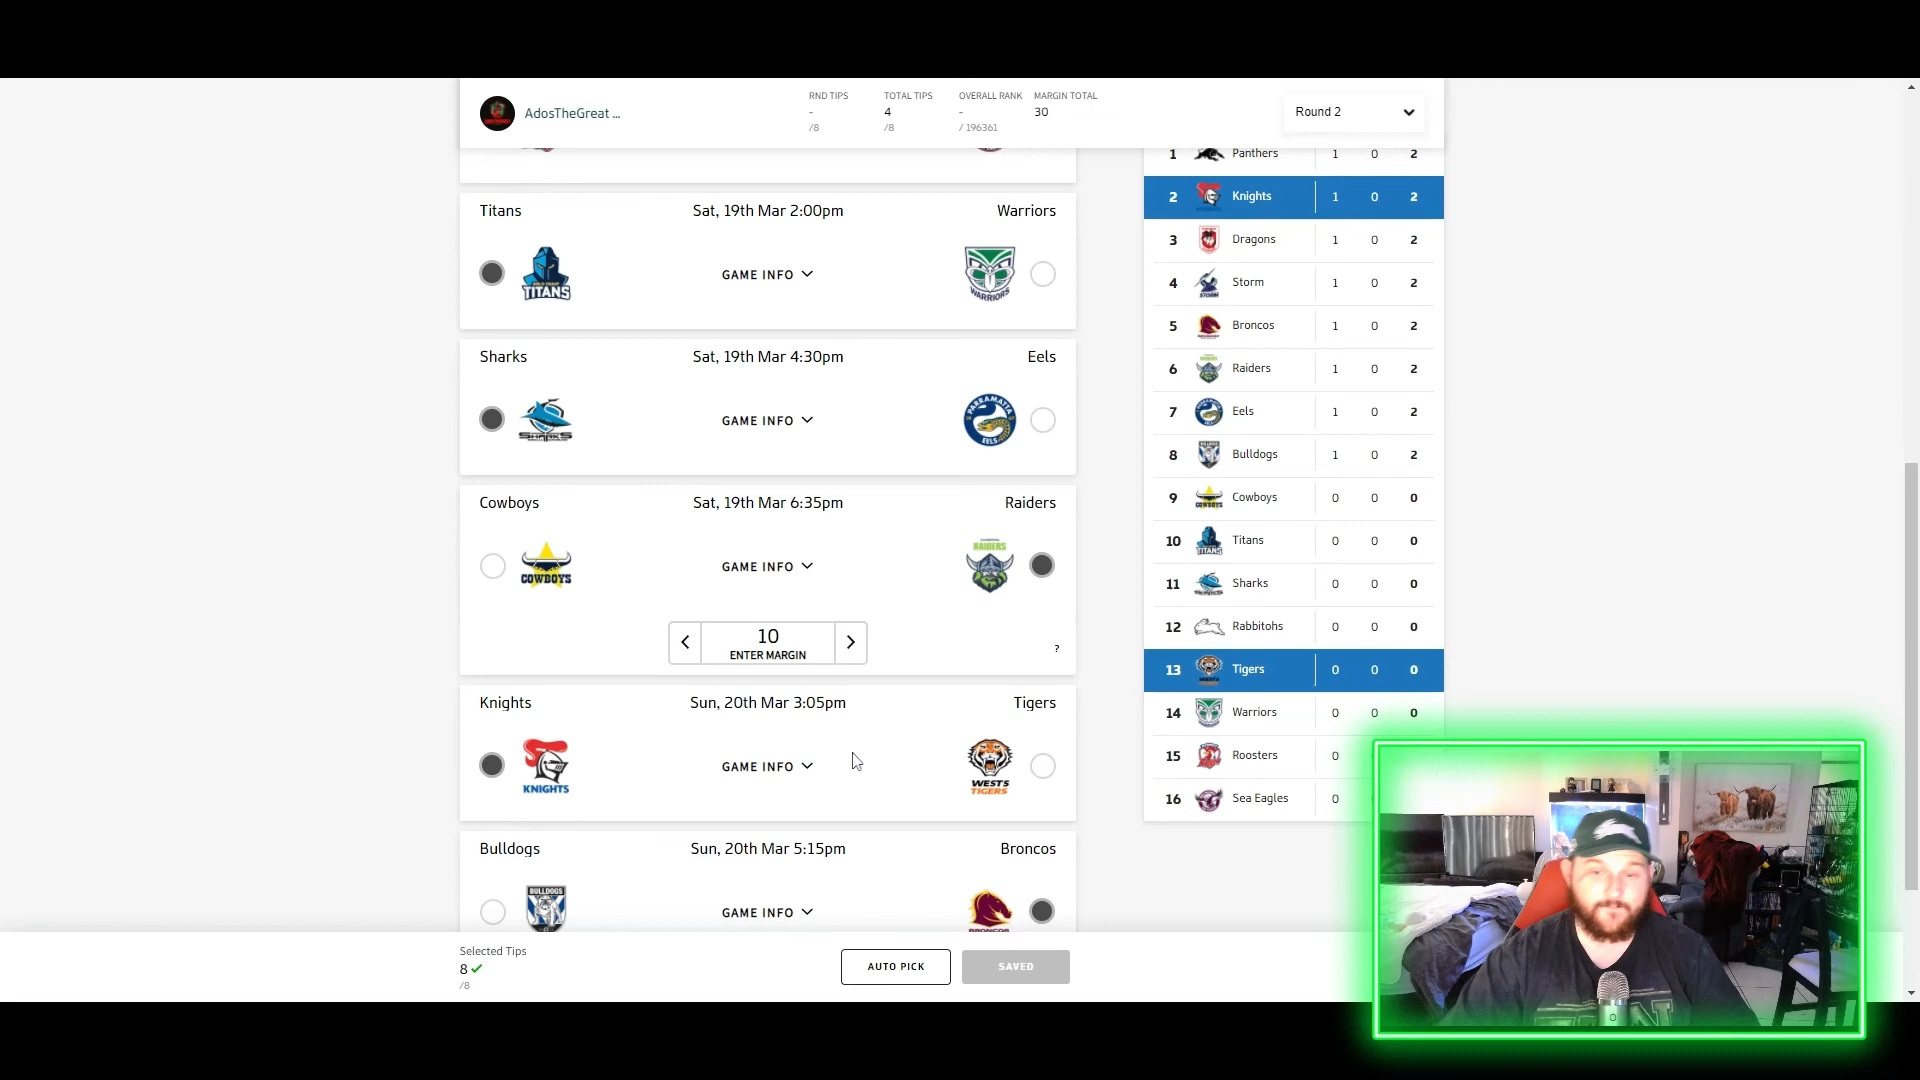 AdosTheGreat ...
RND TIPS
-
/8
TOTAL TIPS
4
/8
OVERALL RANK
-
/ 196361
MARGIN TOTAL
30
Round 2
Titans
Sat, 19th Mar 2:00pm
Warriors
TITANS
GAME INFO
WARRIORS
Sharks
Sat, 19th Mar 4:30pm
Eels
SHARKS
GAME INFO
PARRAMATTA
EELS
Cowboys
Sat, 19th Mar 6:35pm
Raiders
COWBOYS
GAME INFO
RAIDERS
10
ENTER MARGIN
?
Knights
Sun, 20th Mar 3:05pm
Tigers
KNIGHTS
GAME INFO
WESTS
TIGERS
Bulldogs
Sun, 20th Mar 5:15pm
Broncos
BULLDOGS
GAME INFO
BRONCOS
1 Panthers 1 0 2
2 Knights 1 0 2
3 Dragons 1 0 2
4 Storm 1 0 2
5 Broncos 1 0 2
6 Raiders 1 0 2
7 Eels 1 0 2
8 Bulldogs 1 0 2
9 Cowboys 0 0 0
10 Titans 0 0 0
11 Sharks 0 0 0
12 Rabbitohs 0 0 0
13 Tigers 0 0 0
14 Warriors 0 0 0
15 Roosters 0
16 Sea Eagles 0
Selected Tips
8
/8
AUTO PICK
SAVED